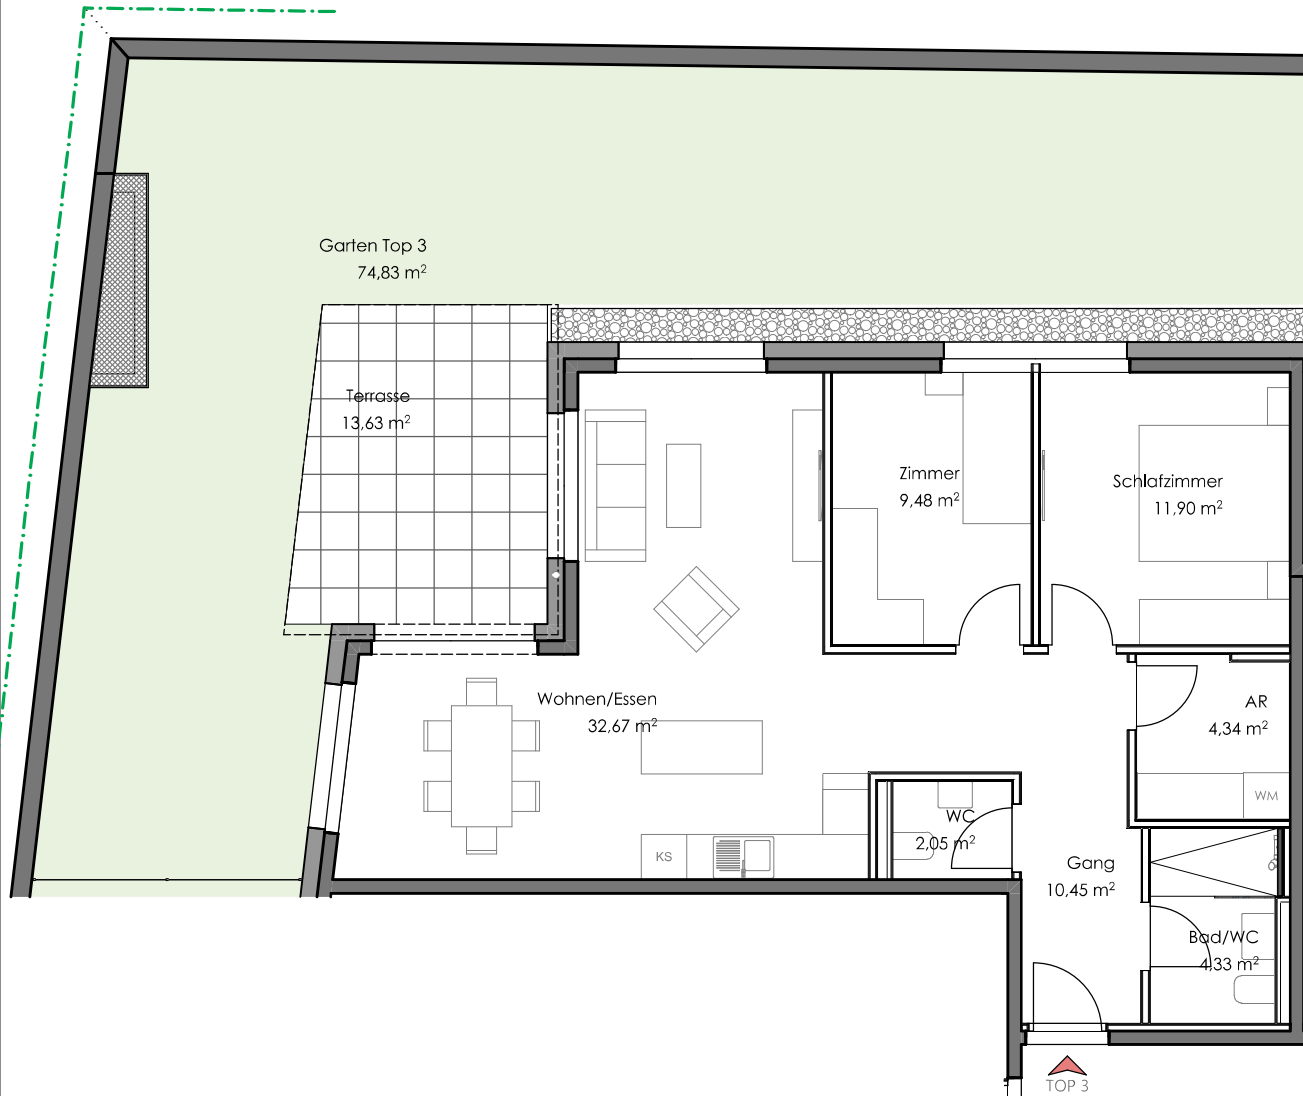 Garten Top 3
74,83 m²
Terrasse
13,63 m²
Zimmer
9,48 m²
Schlafzimmer
11,90 m²
Wohnen/Essen
32,67 m²
AR
4,34 m²
WM
WC
2,05 m²
KS
Gang
10,45 m²
Bad/WC
4,33 m²
TOP 3